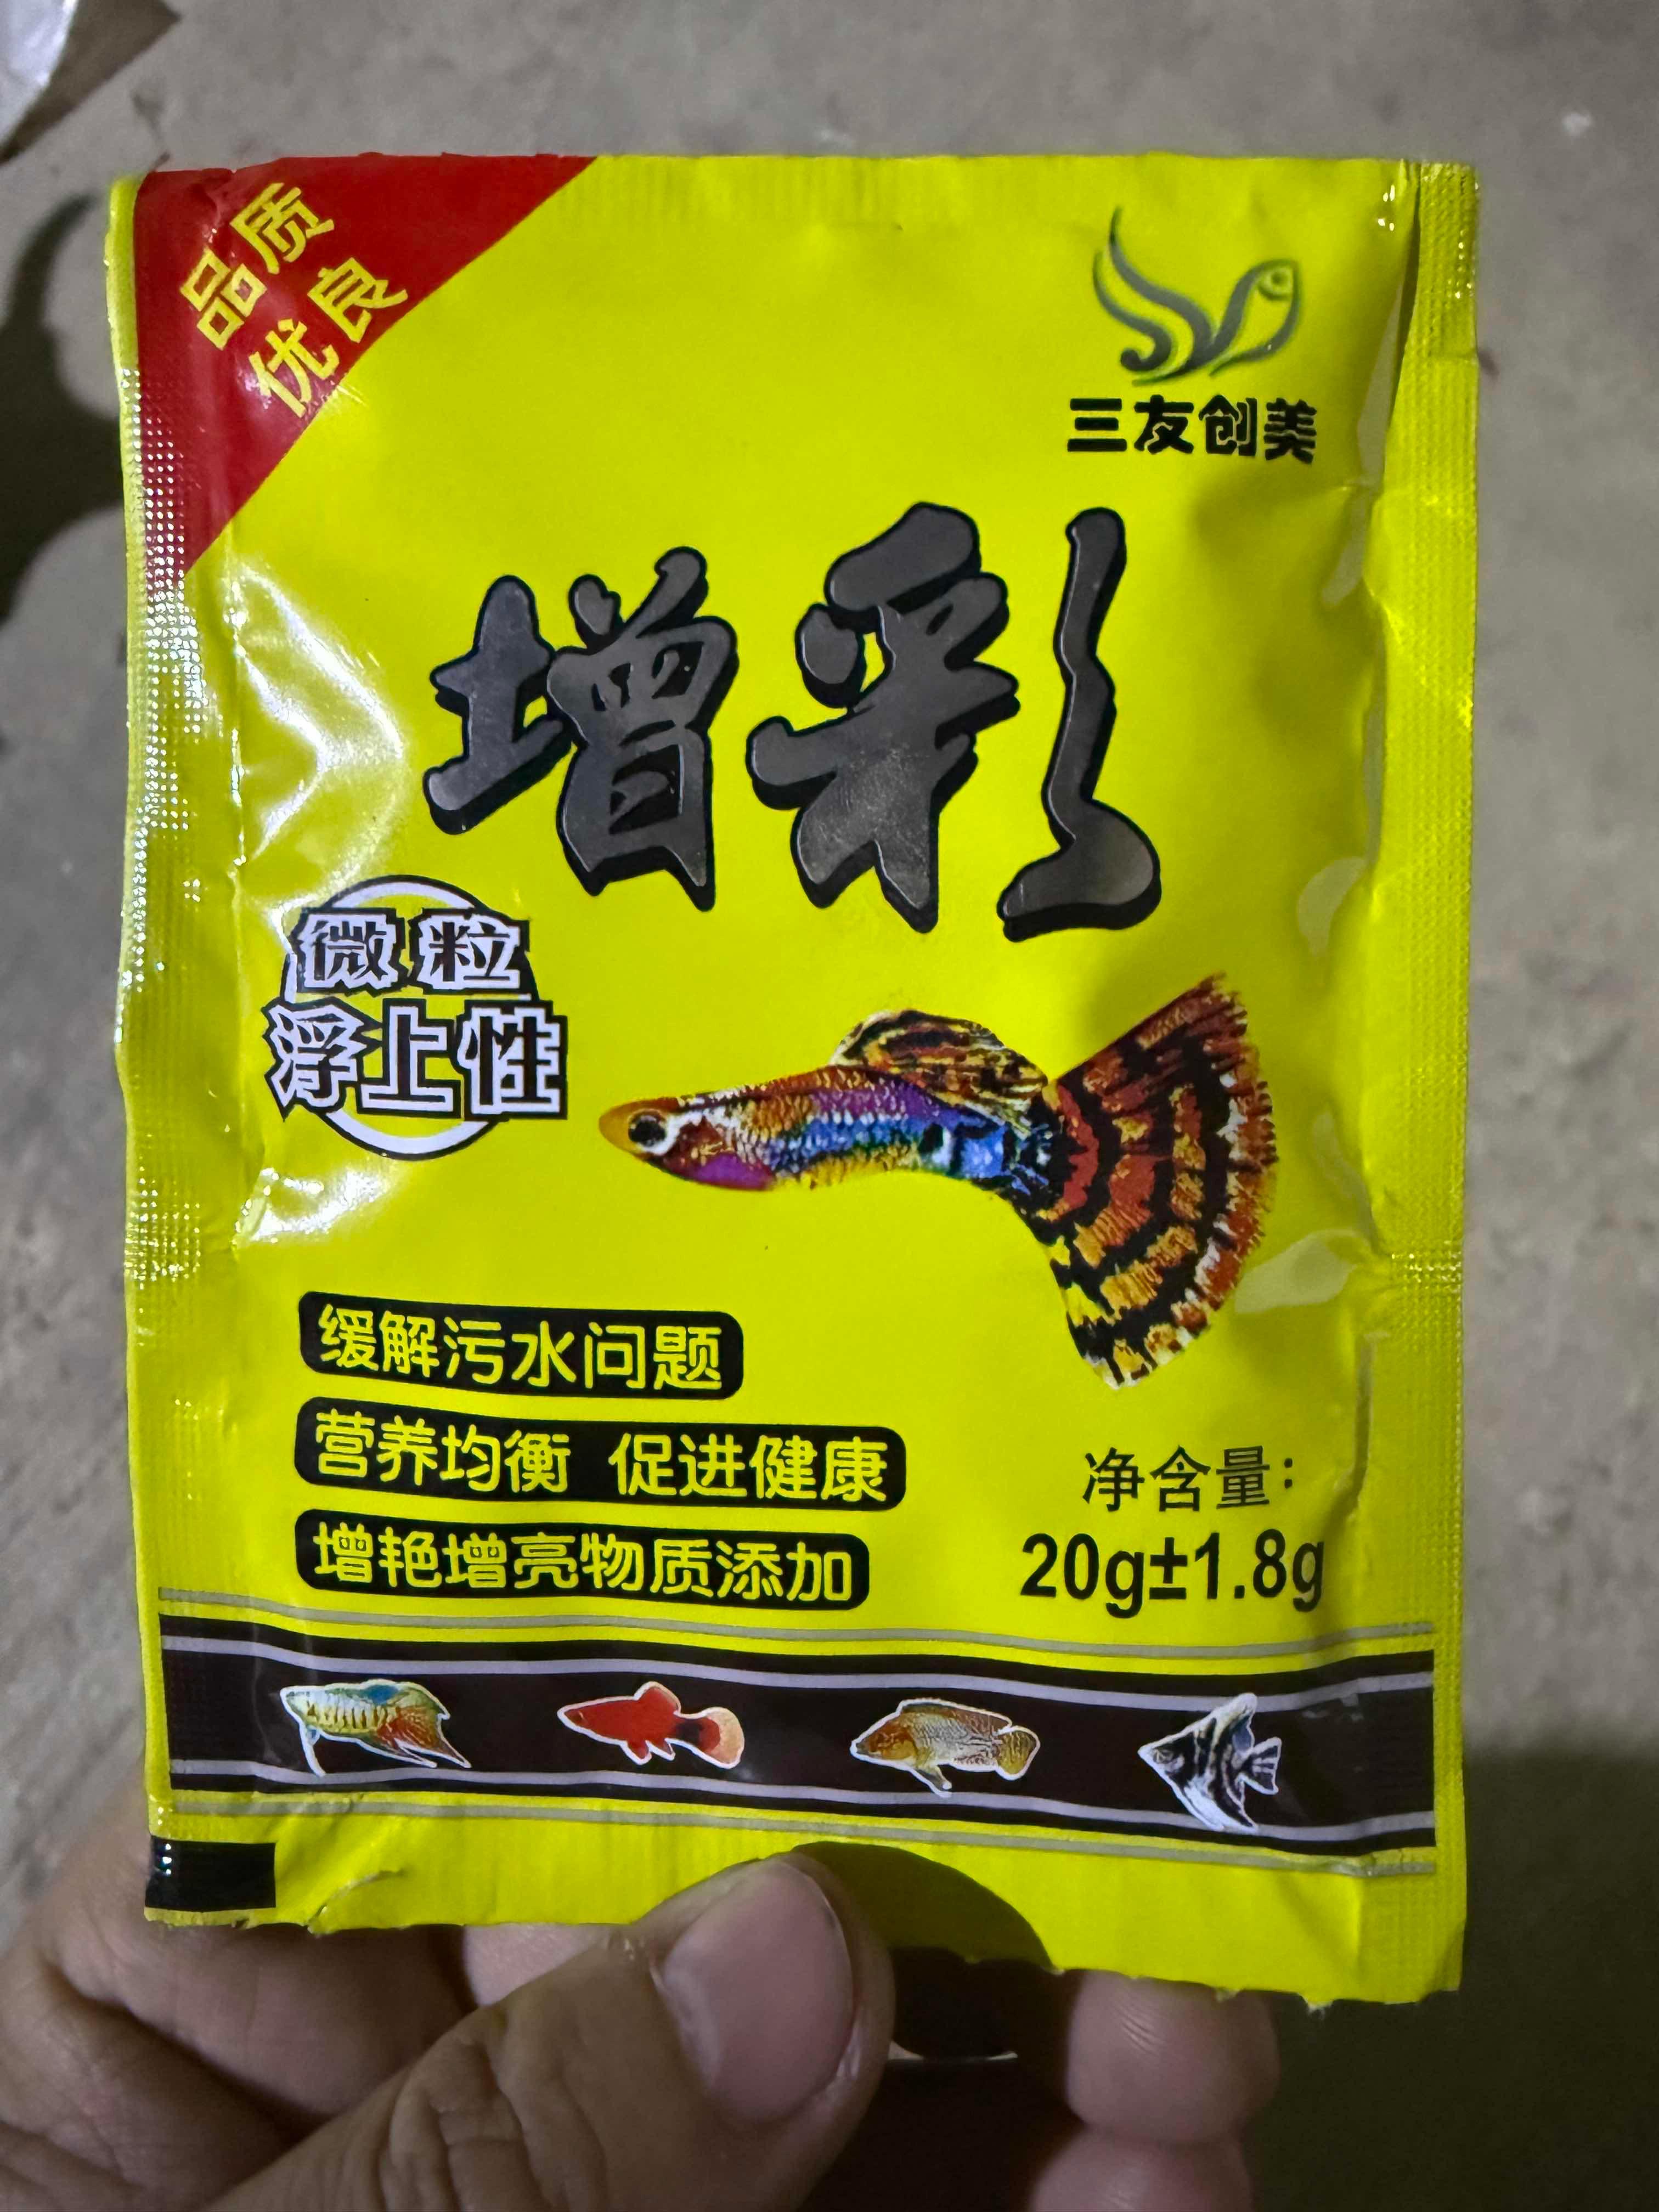 品质
优良
三友创美
增彩
微粒
浮上性
缓解污水问题
营养均衡 促进健康
增艳增亮物质添加
净含量：
20g±1.8g